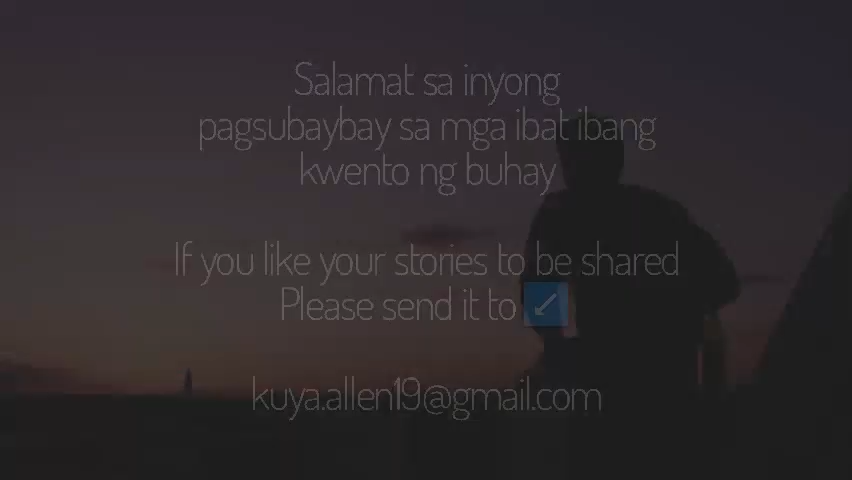 Salamat sa inyong
pagsubaybay sa mga ibat ibang
kwento ng buhay
If you like your stories to be shared
Please send it to ↙
kuya.allen19@gmail.com